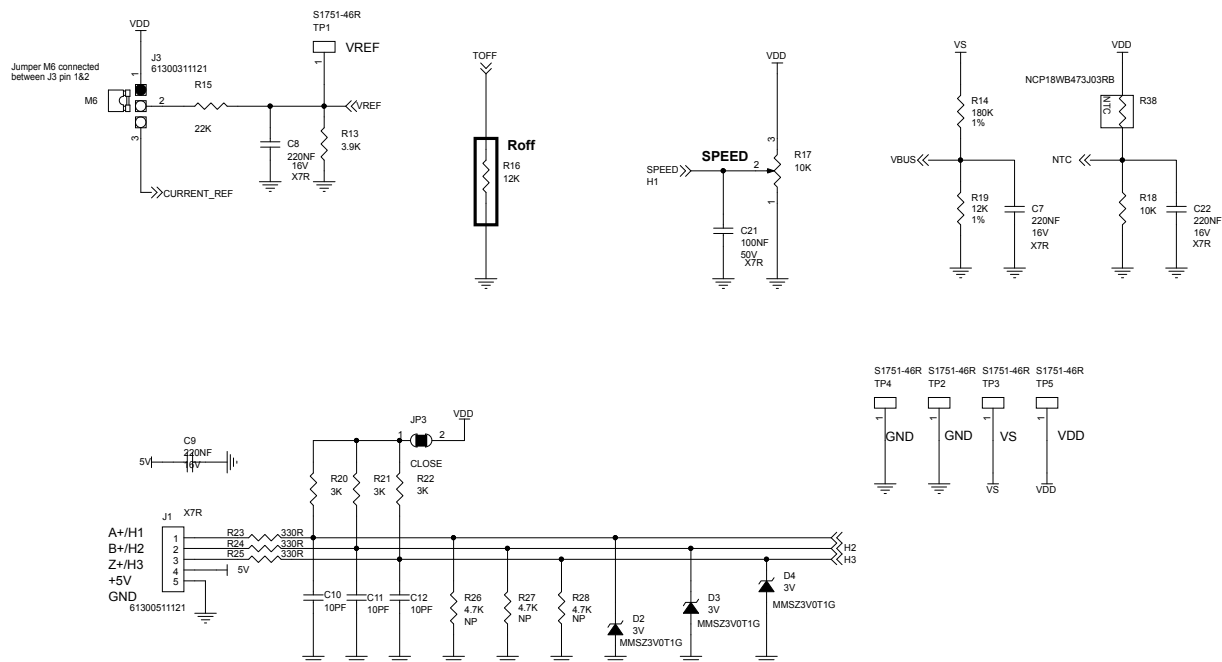 S1751-46R
TP1
VREF
1
VDD
J3
61300311121
Jumper M6 connected
between J3 pin 1&2
M6
1
2
3
R15
22K
C8
220NF
16V
X7R
R13
3.9K
VREF
CURRENT_REF
TOFF
Roff
R16
12K
VDD
SPEED
SPEED
H1
2
3
1
R17
10K
C21
100NF
50V
X7R
VS
R14
180K
1%
VBUS
R19
12K
1%
C7
220NF
16V
X7R
VDD
NCP18WB473J03RB
NTC
R38
NTC
R18
10K
C22
220NF
16V
X7R
S1751-46R
TP4
1
GND
S1751-46R
TP2
1
GND
S1751-46R
TP3
1
VS
VS
S1751-46R
TP5
1
VDD
VDD
JP3
1
2
VDD
CLOSE
C9
220NF
16V
5V
X7R
R20
3K
R21
3K
R22
3K
J1
A+/H1
B+/H2
Z+/H3
+5V
GND
1
2
3
4
5
61300511121
R23
330R
R24
330R
R25
330R
5V
H2
H3
C10
10PF
C11
10PF
C12
10PF
R26
4.7K
NP
R27
4.7K
NP
R28
4.7K
NP
D2
3V
MMSZ3V0T1G
D3
3V
MMSZ3V0T1G
D4
3V
MMSZ3V0T1G